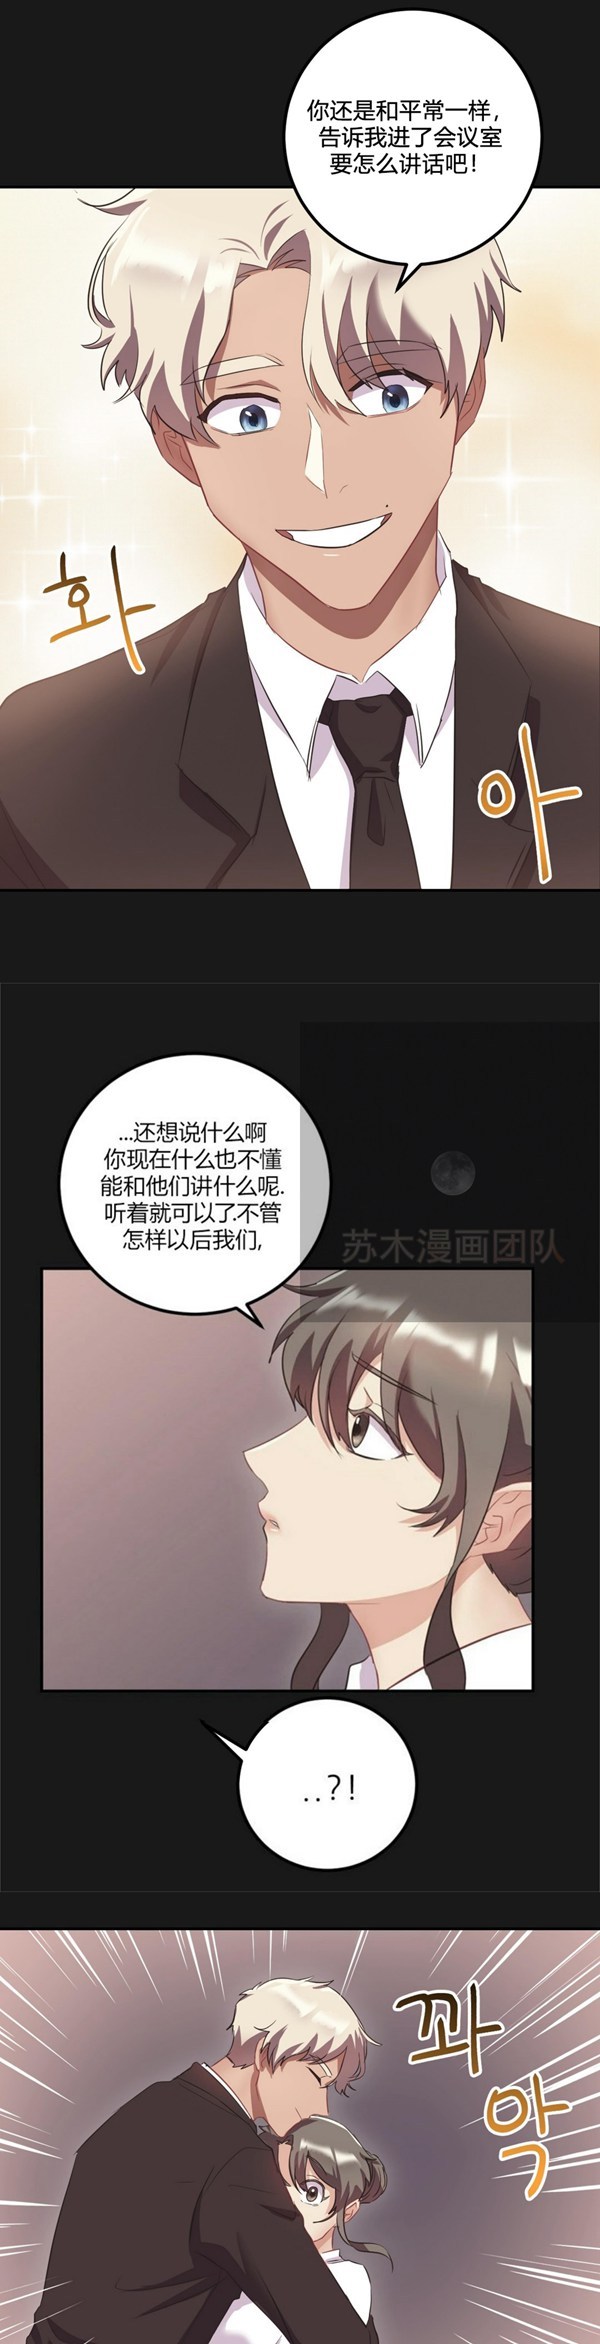 你还是和平常一样，
告诉我进了会议室
要怎么讲话吧！
화
아
...还想说什么啊
你现在什么也不懂
能和他们讲什么呢.
听着就可以了.不管
怎样以后我们,
苏木漫画团队
..?!
꽈
악